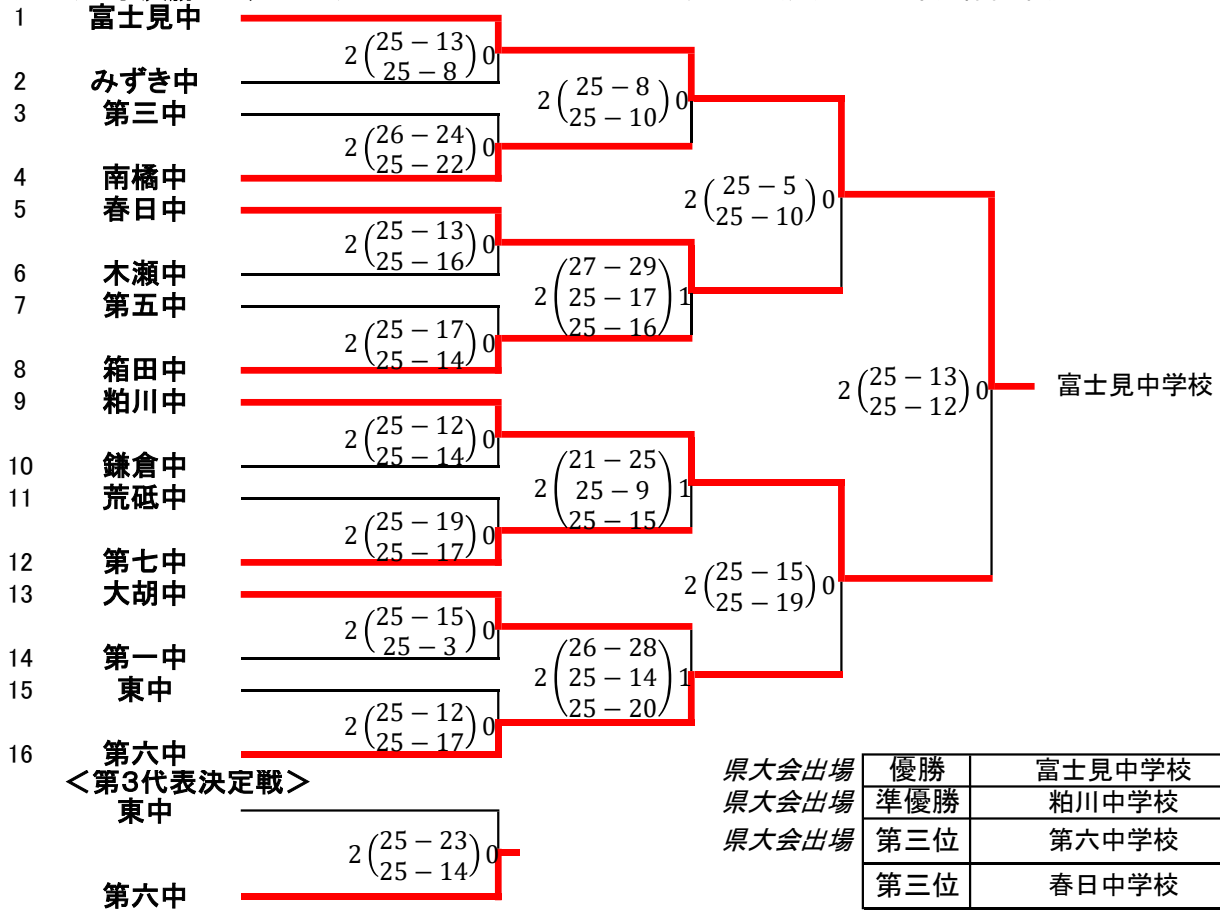 1 富士見中
2 みずき中
3 第三中
4 南橘中
5 春日中
6 木瀬中
7 第五中
8 箱田中
9 粕川中
10 鎌倉中
11 荒砥中
12 第七中
13 大胡中
14 第一中
15 東中
16 第六中
2(25－13 25－8)0
2(26－24 25－22)0
2(25－13 25－16)0
2(25－17 25－14)0
2(25－12 25－14)0
2(25－19 25－17)0
2(25－15 25－3)0
2(25－12 25－17)0
2(25－8 25－10)0
2(27－29 25－17 25－16)1
2(21－25 25－9 25－15)1
2(26－28 25－14 25－20)1
2(25－5 25－10)0
2(25－15 25－19)0
2(25－13 25－12)0
富士見中学校
＜第3代表決定戦＞
東中
2(25－23 25－14)0
第六中
県大会出場 優勝 富士見中学校
県大会出場 準優勝 粕川中学校
県大会出場 第三位 第六中学校
第三位 春日中学校